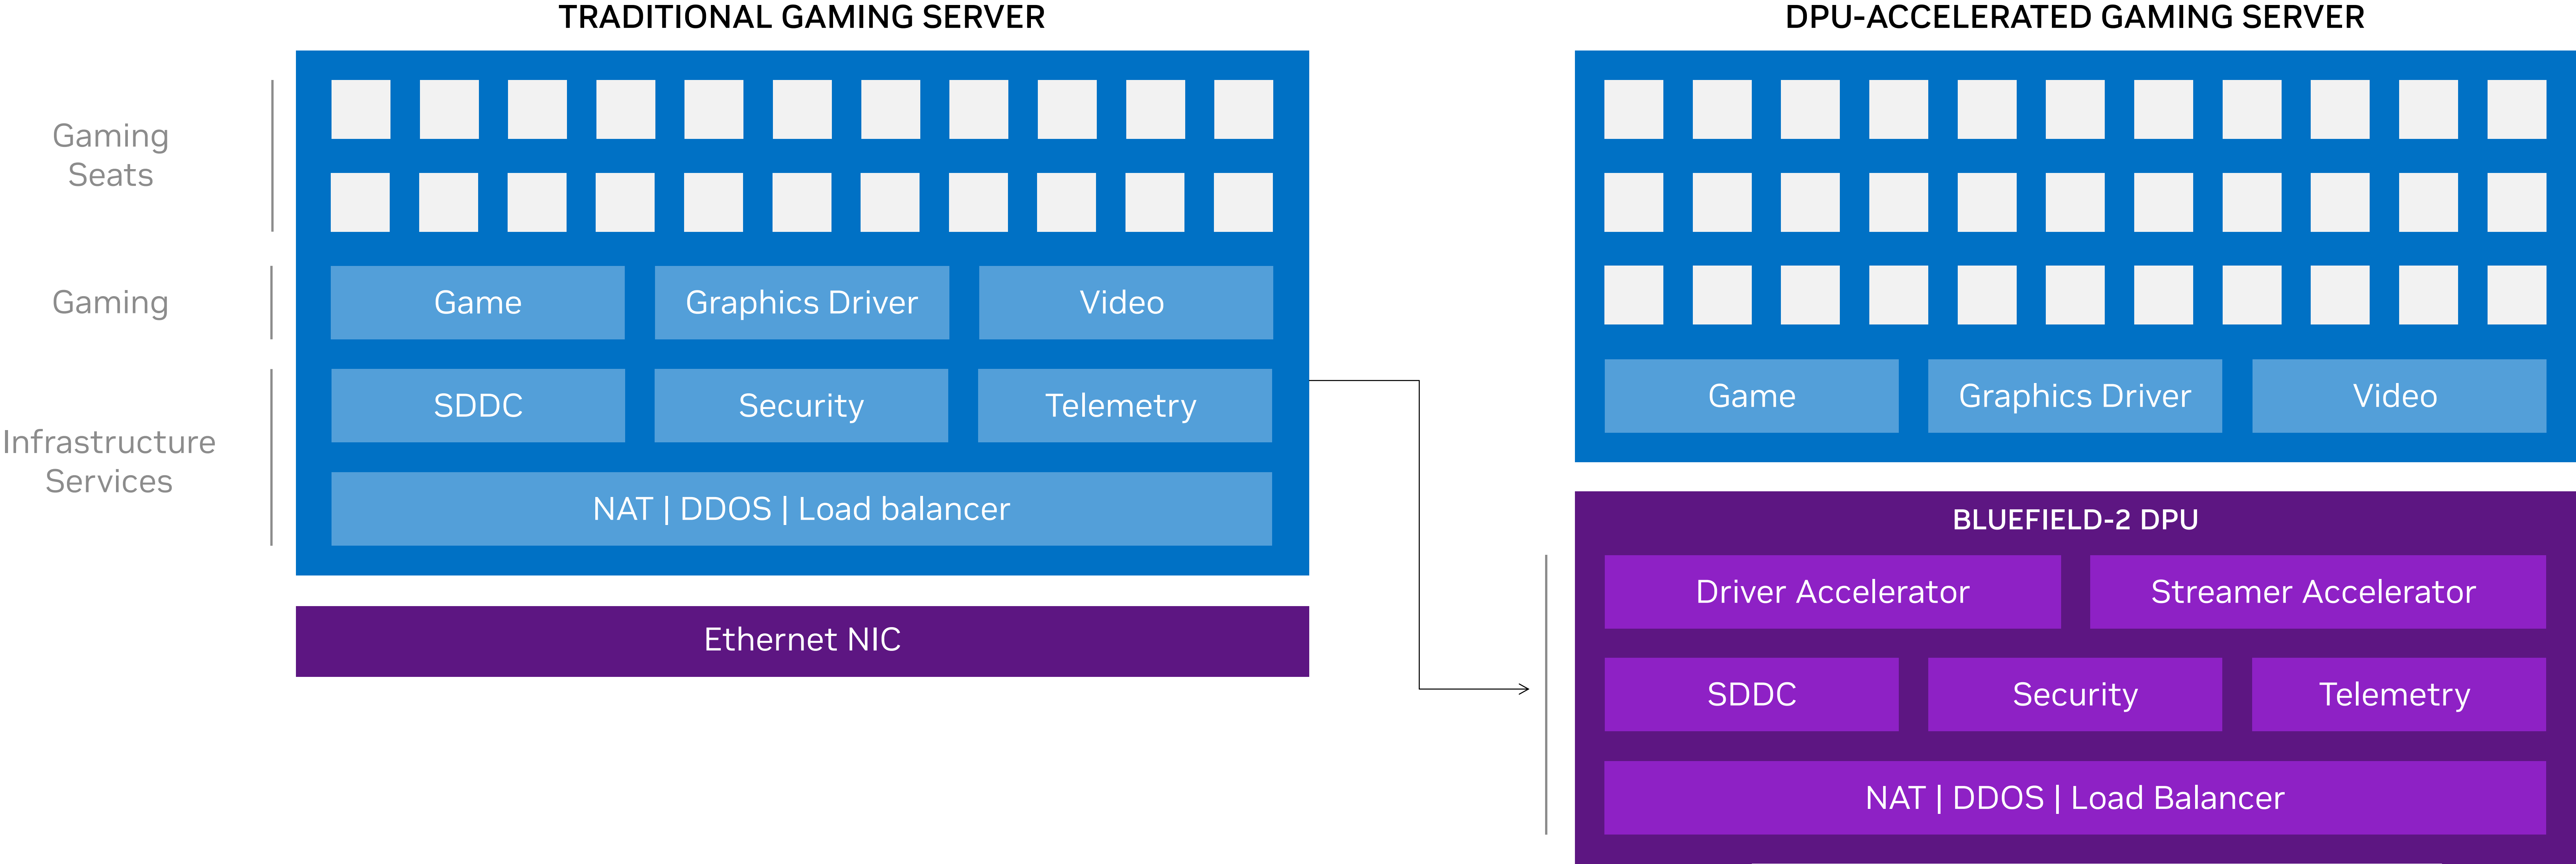 TRADITIONAL GAMING SERVER
Gaming
Seats
Gaming
Game
Graphics Driver
Video
Infrastructure
Services
SDDC
Security
Telemetry
NAT | DDOS | Load balancer
Ethernet NIC
DPU-ACCELERATED GAMING SERVER
Game
Graphics Driver
Video
BLUEFIELD-2 DPU
Driver Accelerator
Streamer Accelerator
SDDC
Security
Telemetry
NAT | DDOS | Load Balancer